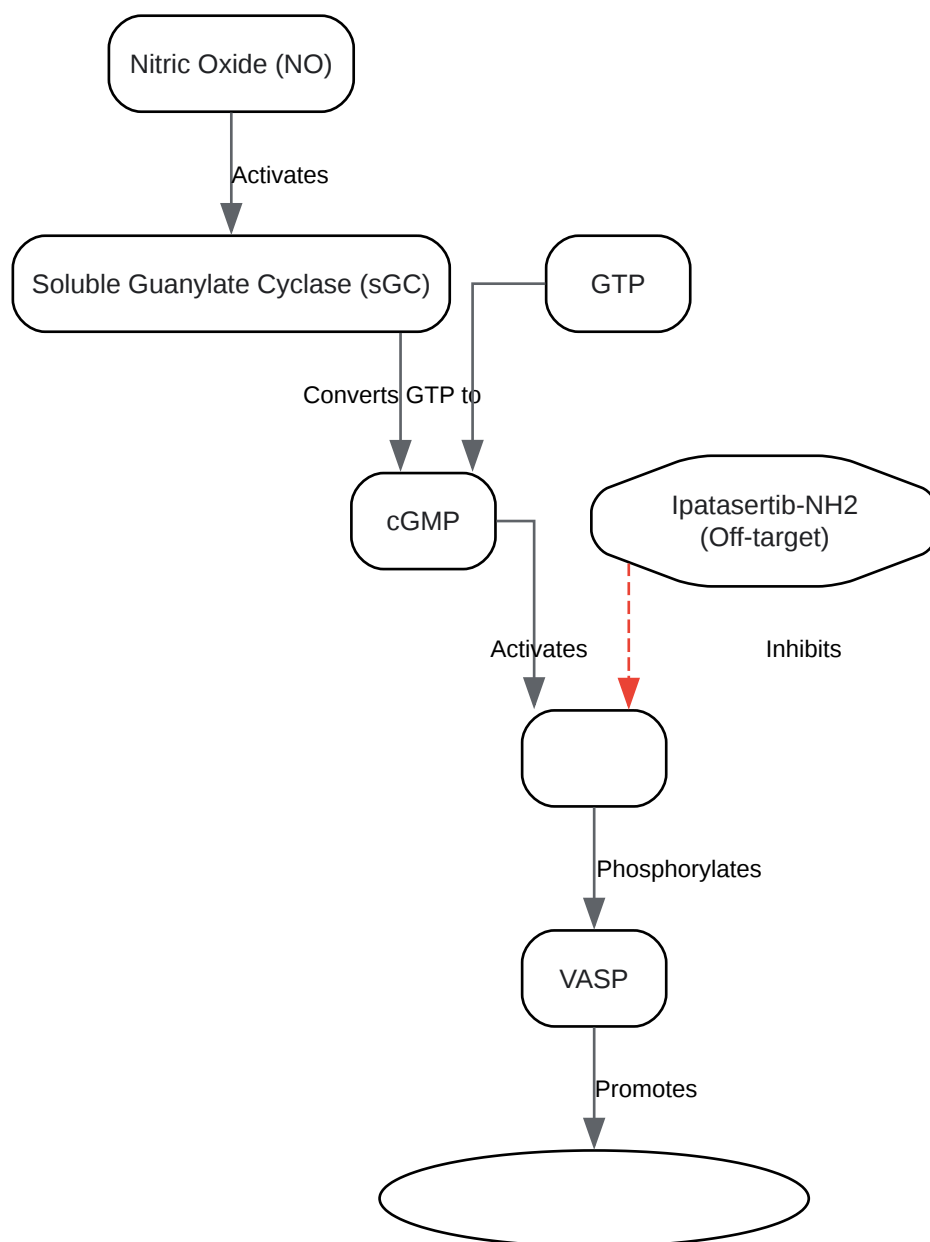 Nitric Oxide (NO)
Activates
Soluble Guanylate Cyclase (sGC)
GTP
Converts GTP to
cGMP
Ipatasertib-NH2
(Off-target)
Activates
Inhibits
Phosphorylates
VASP
Promotes